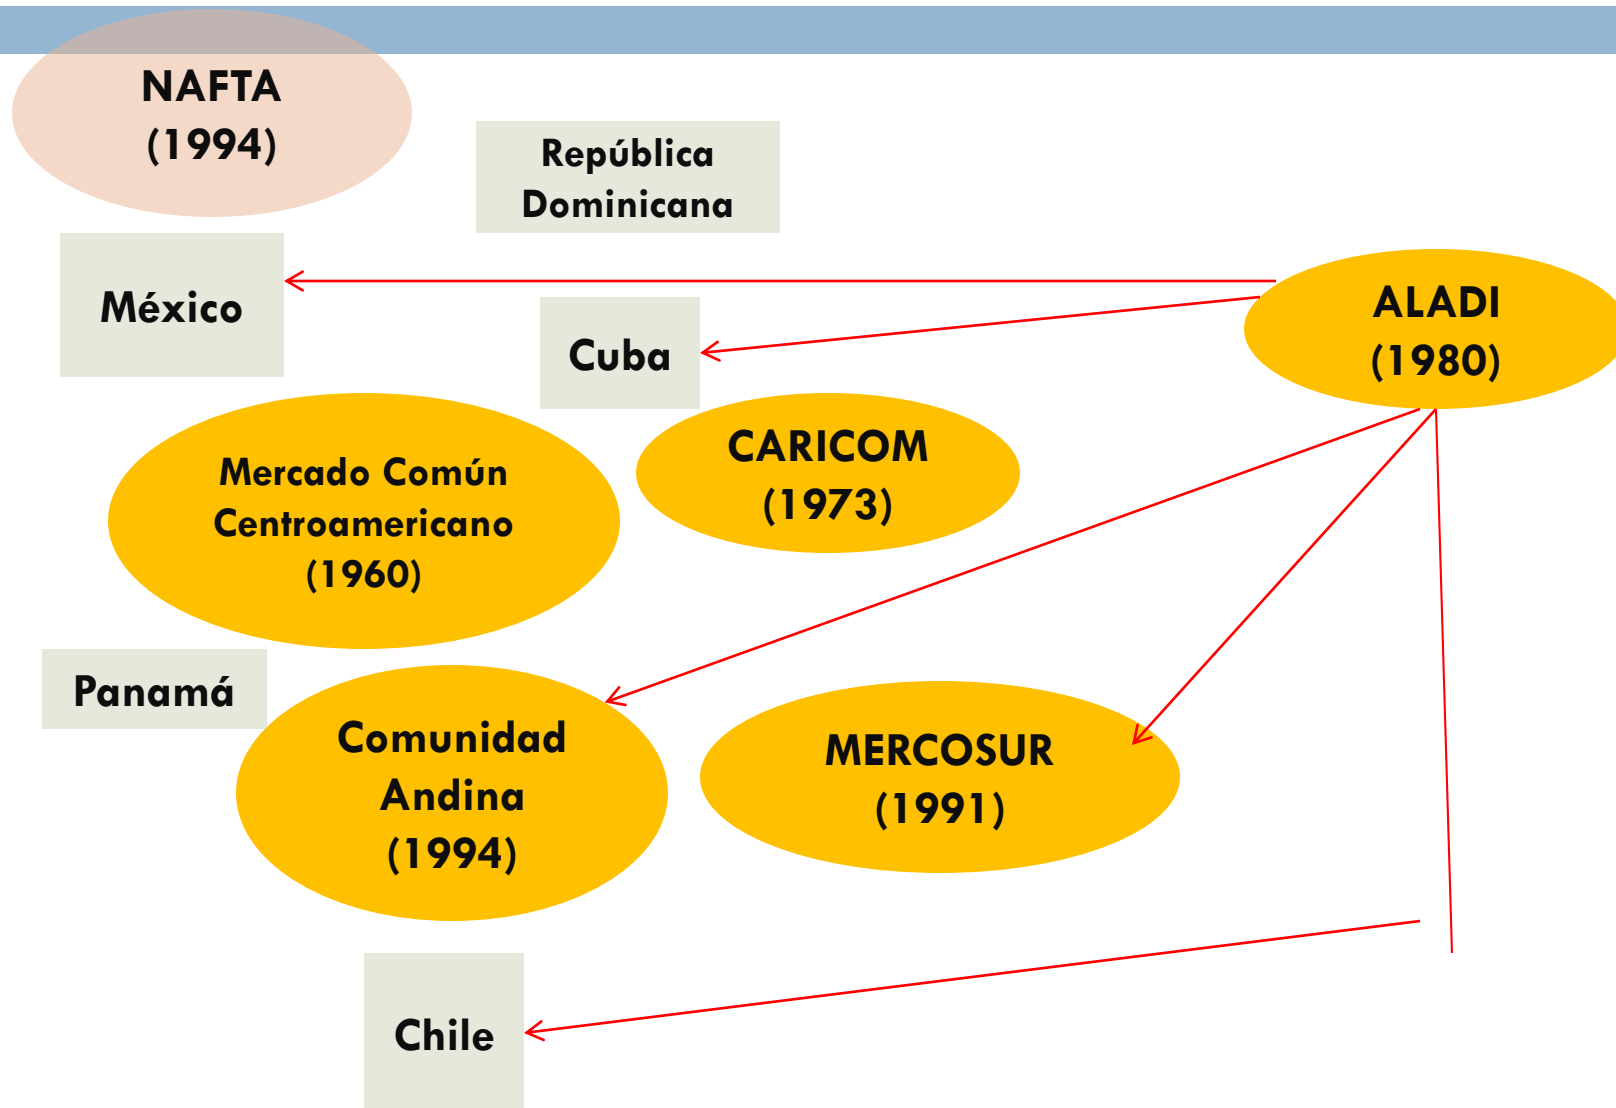 NAFTA
(1994)
República
Dominicana
México
ALADI
(1980)
Cuba
CARICOM
(1973)
Mercado Común
Centroamericano
(1960)
Panamá
Comunidad
Andina
(1994)
MERCOSUR
(1991)
Chile